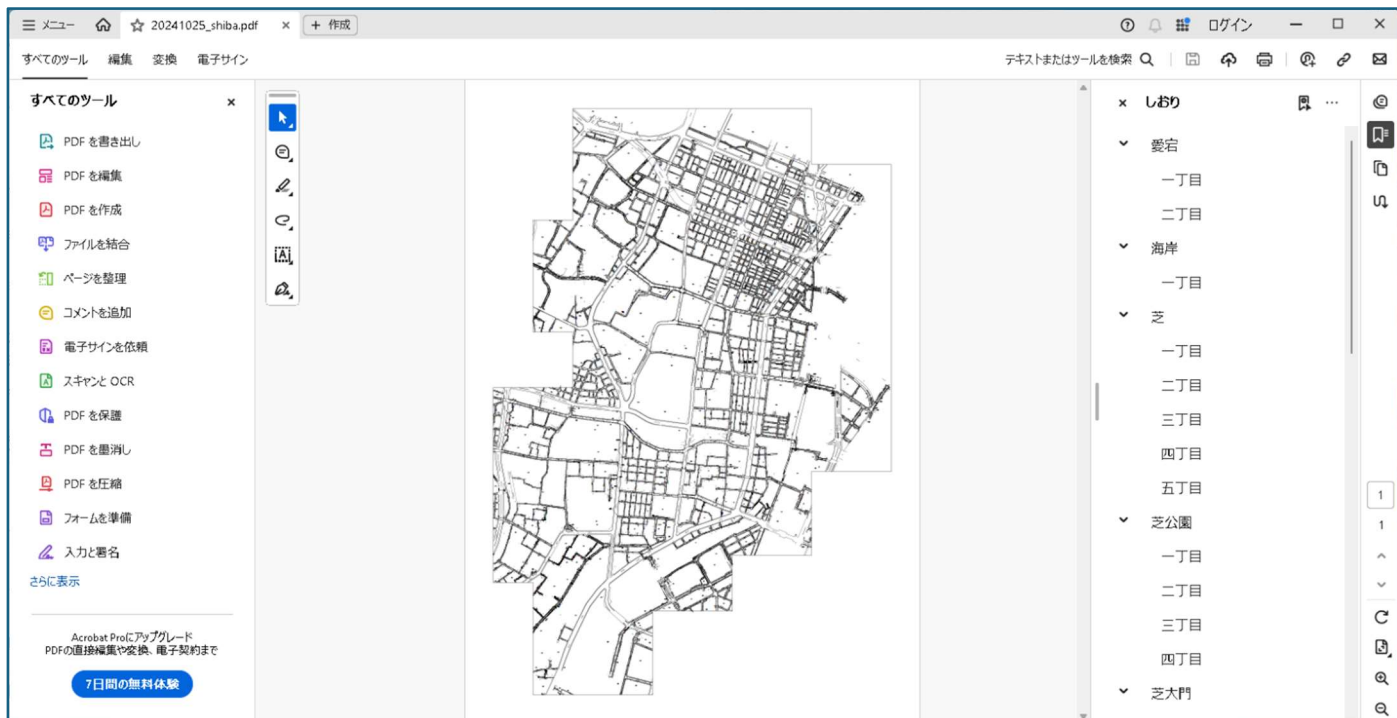 メニュー
20241025_shiba.pdf
作成
ログイン
すべてのツール 編集 変換 電子サイン
テキストまたはツールを検索
すべてのツール
PDF を書き出し
PDF を編集
PDF を作成
ファイルを結合
ページを整理
コメントを追加
電子サインを依頼
スキャンと OCR
PDF を保護
PDF を墨消し
PDF を圧縮
フォームを準備
入力と署名
さらに表示
Acrobat Proにアップグレード
PDFの直接編集や変換、電子契約まで
7日間の無料体験
しおり
愛宕
一丁目
二丁目
海岸
一丁目
芝
一丁目
二丁目
三丁目
四丁目
五丁目
芝公園
一丁目
二丁目
三丁目
四丁目
芝大門
1
1